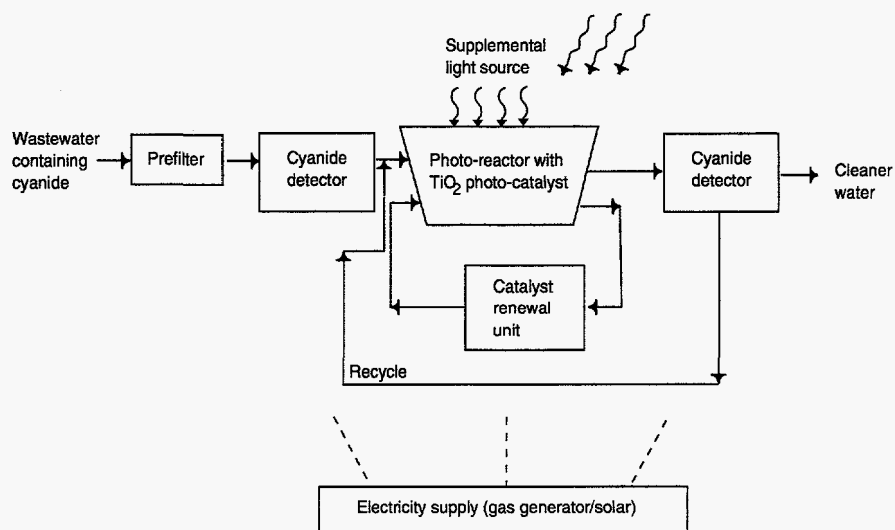 Supplemental
light source
Wastewater
containing
cyanide
Prefilter
Cyanide
detector
Photo-reactor with
TiO2 photo-catalyst
Cyanide
detector
Cleaner
water
Catalyst
renewal
unit
Recycle
Electricity supply (gas generator/solar)